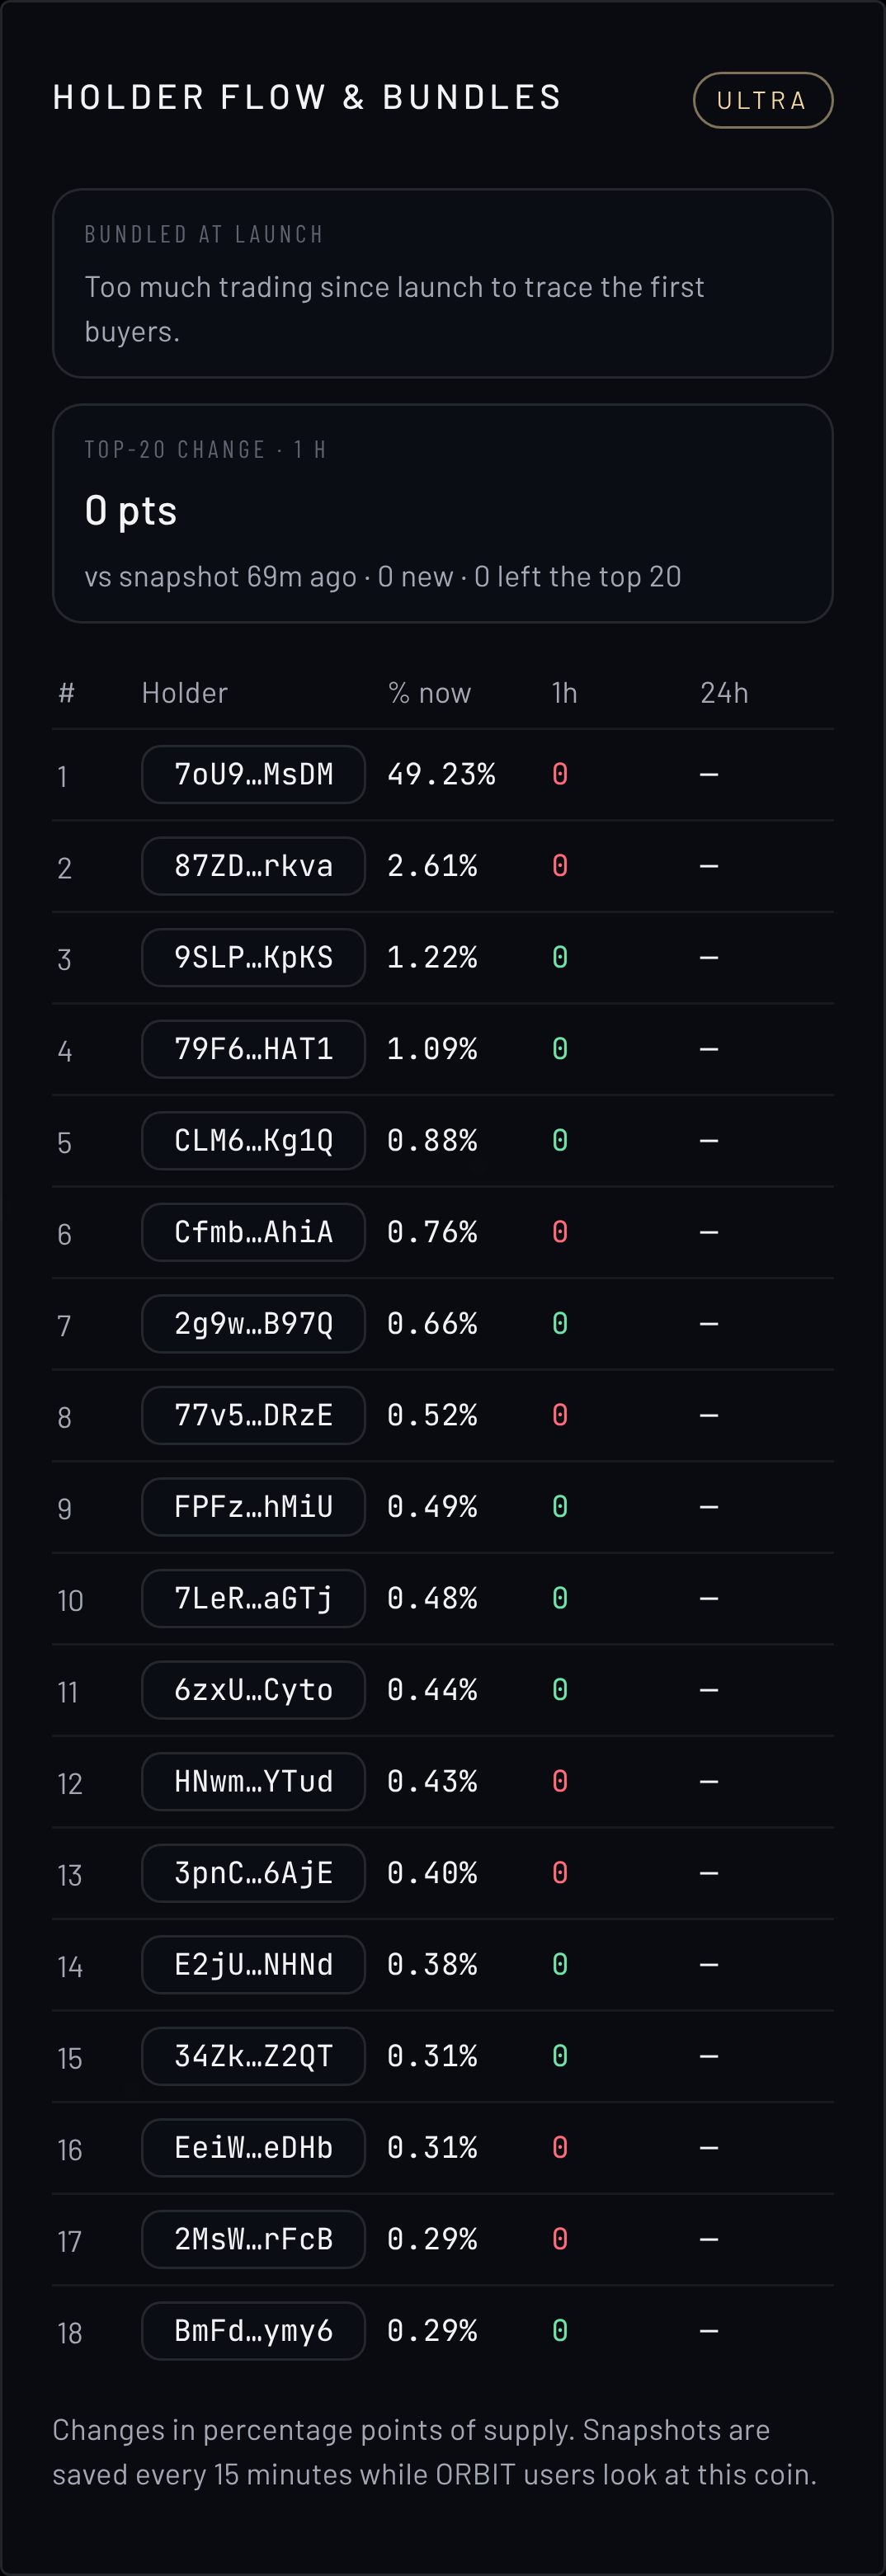 HOLDER FLOW & BUNDLES
ULTRA
BUNDLED AT LAUNCH
Too much trading since launch to trace the first
buyers.
TOP-20 CHANGE · 1 H
0 pts
vs snapshot 69m ago · 0 new · 0 left the top 20
# Holder % now 1h 24h
1 7oU9…MsDM 49.23% 0 —
2 87ZD…rkva 2.61% 0 —
3 9SLP…KpKS 1.22% 0 —
4 79F6…HAT1 1.09% 0 —
5 CLM6…Kg1Q 0.88% 0 —
6 Cfmb…AhiA 0.76% 0 —
7 2g9w…B97Q 0.66% 0 —
8 77v5…DRzE 0.52% 0 —
9 FPFz…hMiU 0.49% 0 —
10 7LeR…aGTj 0.48% 0 —
11 6zxU…Cyto 0.44% 0 —
12 HNwm…YTud 0.43% 0 —
13 3pnC…6AjE 0.40% 0 —
14 E2jU…NHNd 0.38% 0 —
15 34Zk…Z2QT 0.31% 0 —
16 EeiW…eDHb 0.31% 0 —
17 2MsW…rFcB 0.29% 0 —
18 BmFd…ymy6 0.29% 0 —
Changes in percentage points of supply. Snapshots are
saved every 15 minutes while ORBIT users look at this coin.